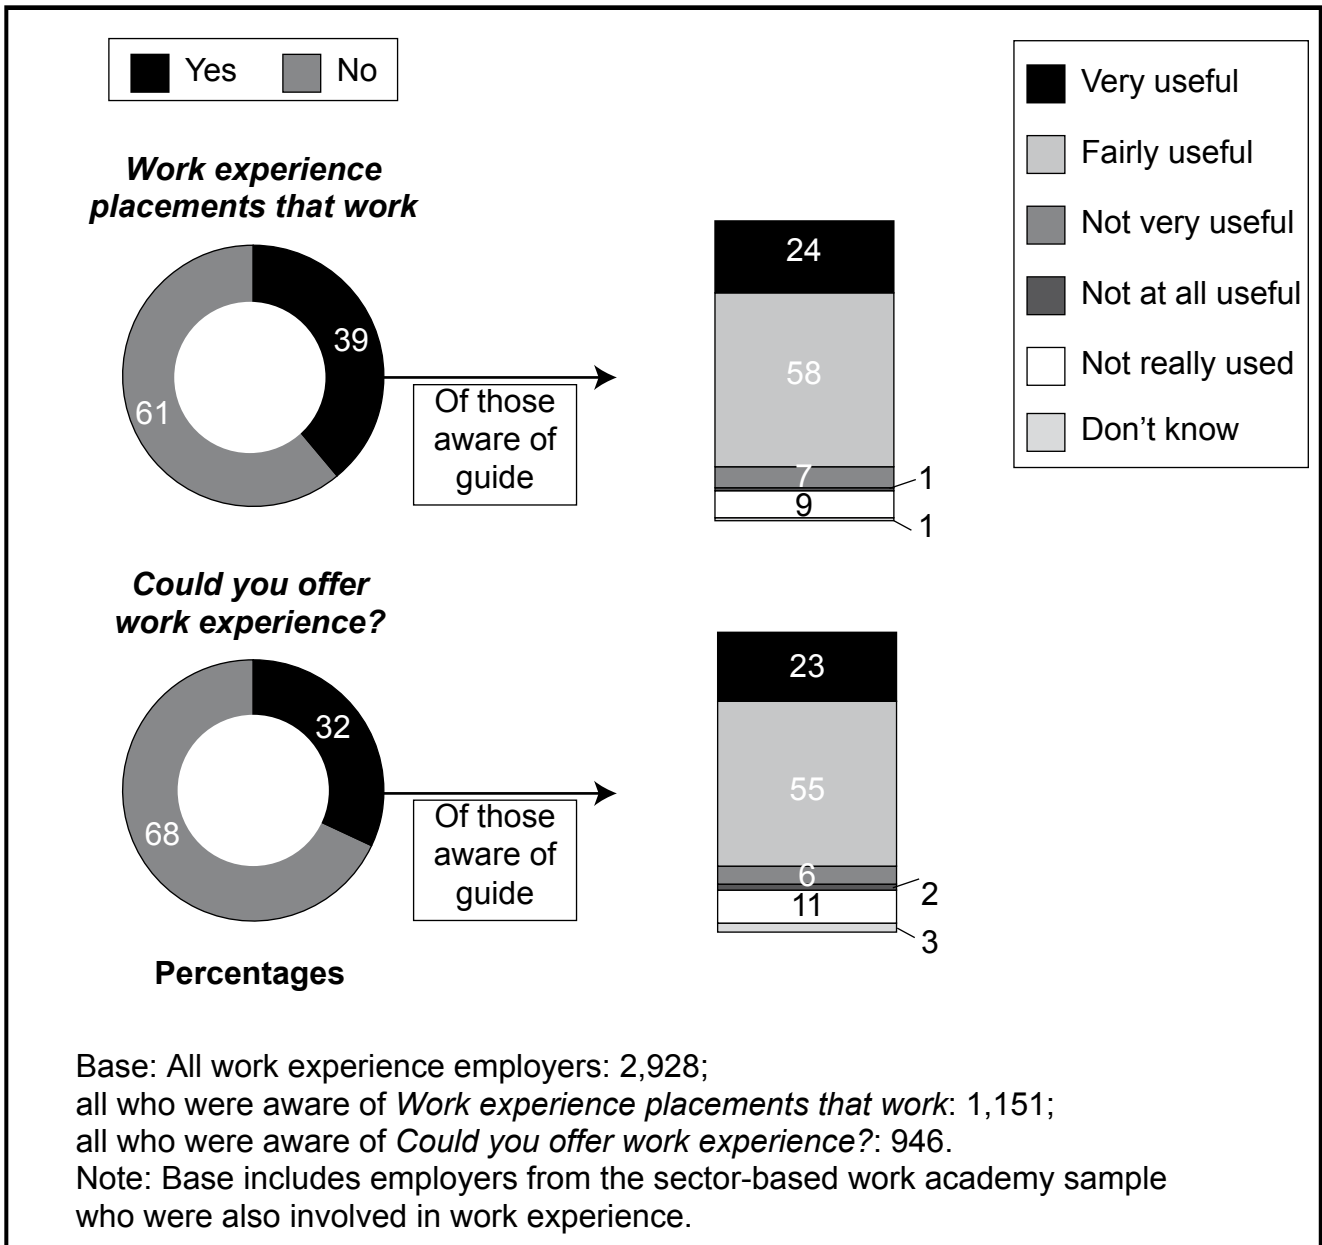 Yes No
Work experience
placements that work
39
61
Of those
aware of
guide
24
58
7
1
9
1
Very useful
Fairly useful
Not very useful
Not at all useful
Not really used
Don't know
Could you offer
work experience?
32
68
Of those
aware of
guide
23
55
6
2
11
3
Percentages
Base: All work experience employers: 2,928;
all who were aware of Work experience placements that work: 1,151;
all who were aware of Could you offer work experience?: 946.
Note: Base includes employers from the sector-based work academy sample
who were also involved in work experience.